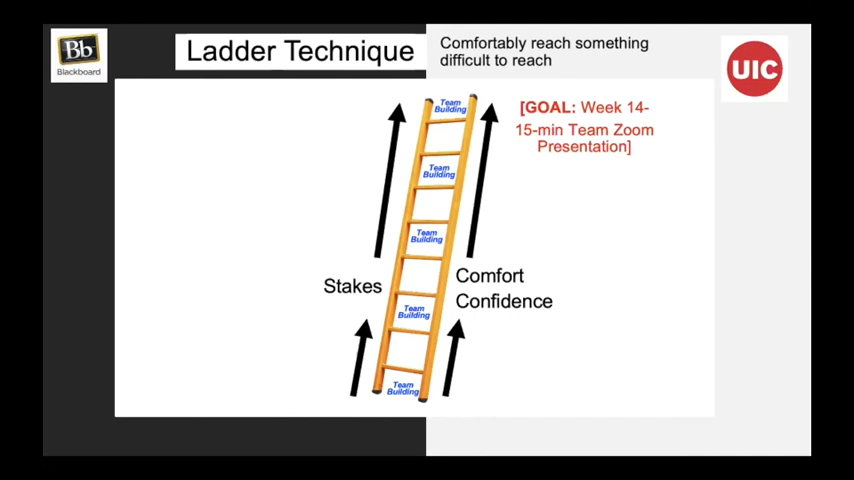 Bb
Blackboard
Ladder Technique
Comfortably reach something
difficult to reach
UIC
[GOAL: Week 14-
15-min Team Zoom
Presentation]
Team
Building
Team
Building
Team
Building
Stakes
Comfort
Confidence
Team
Building
Team
Building